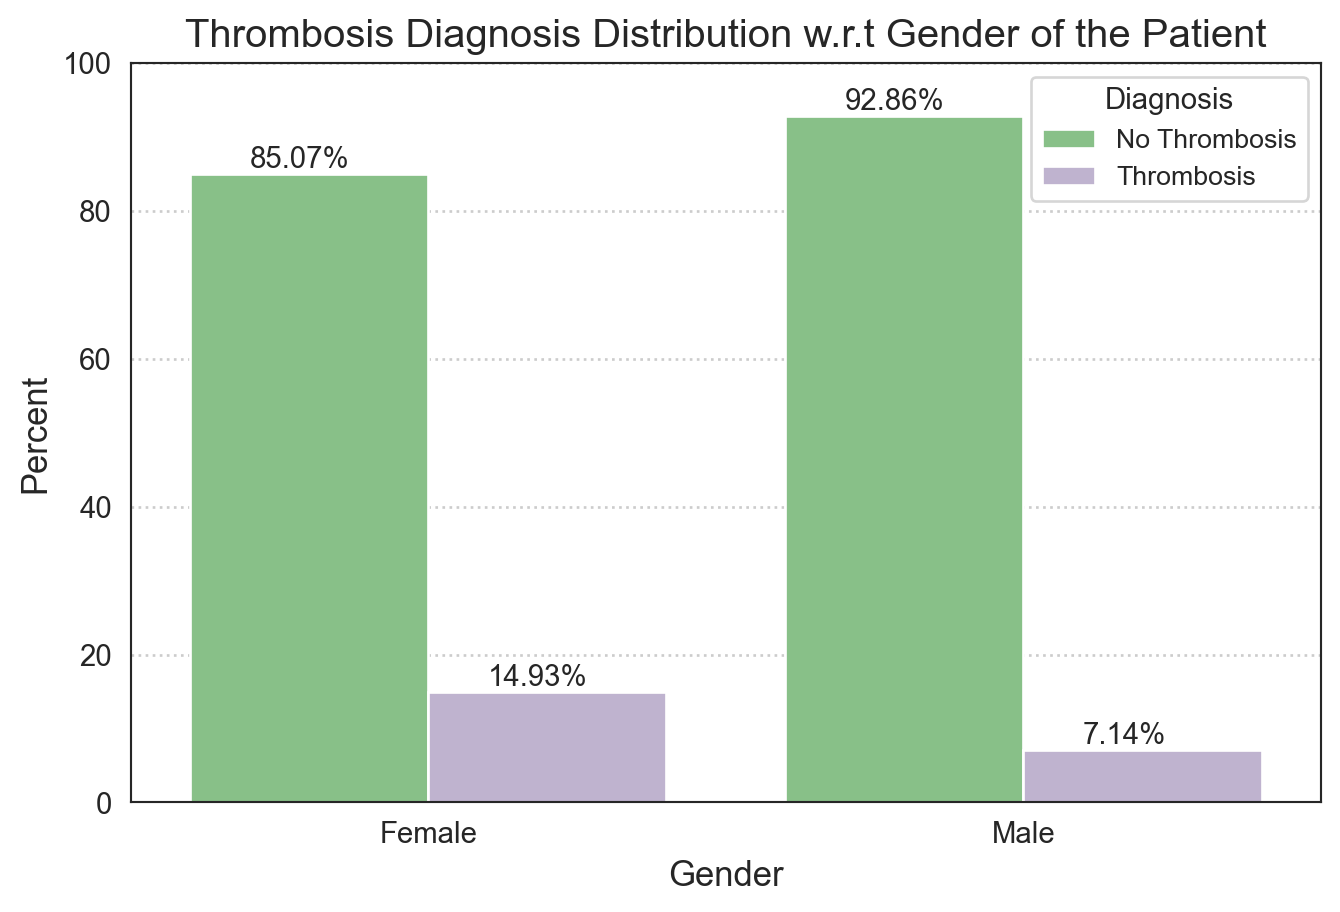 Thrombosis Diagnosis Distribution w.r.t Gender of the Patient
100
80
60
40
20
0
Percent
85.07%
14.93%
92.86%
7.14%
Diagnosis
No Thrombosis
Thrombosis
Female
Male
Gender